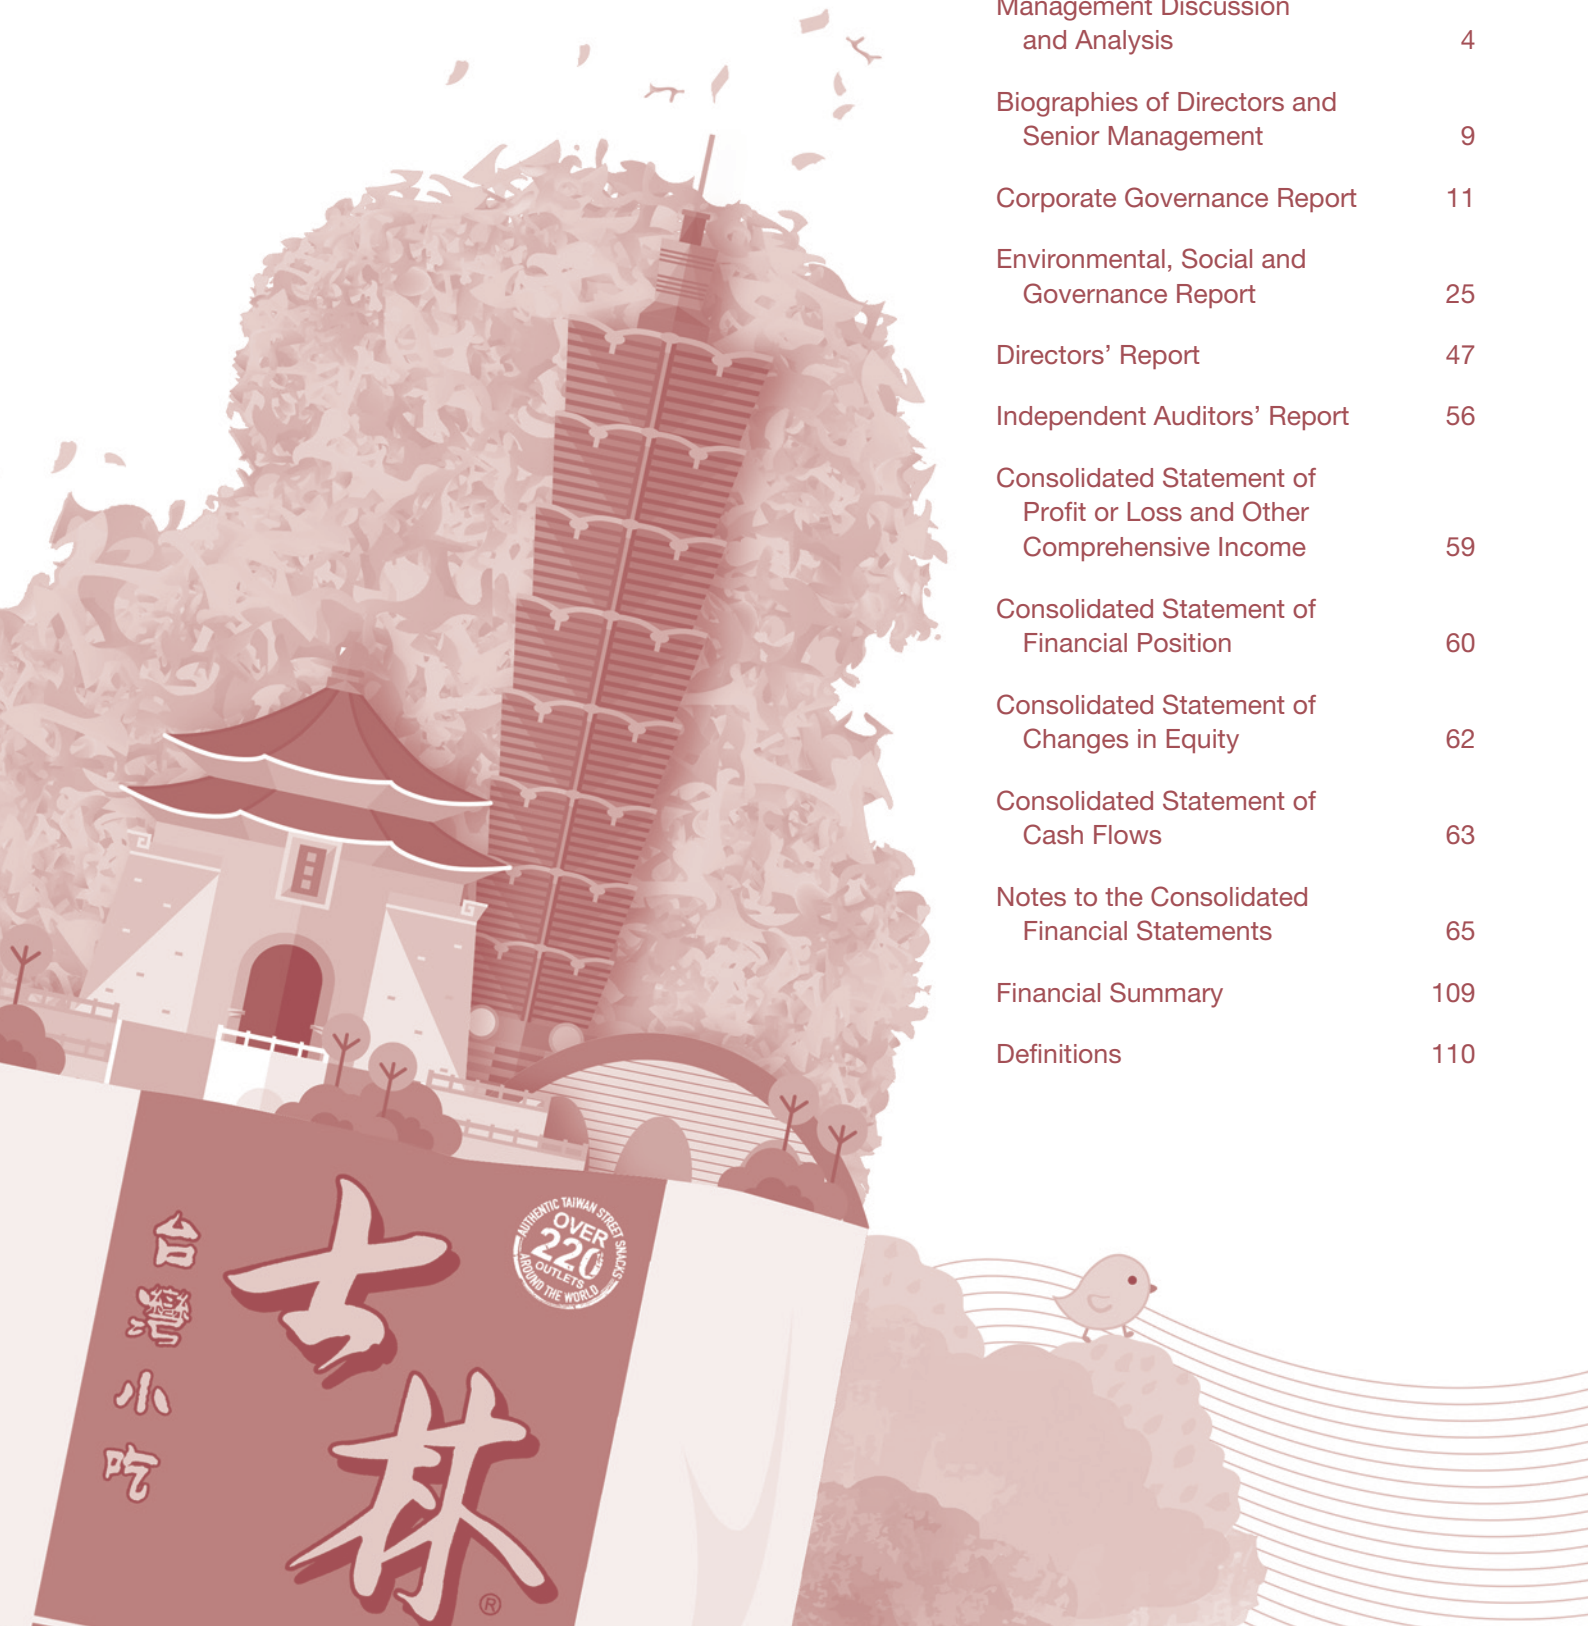 Management Discussion
and Analysis 4
Biographies of Directors and
Senior Management 9
Corporate Governance Report 11
Environmental, Social and
Governance Report 25
Directors’ Report 47
Independent Auditors’ Report 56
Consolidated Statement of
Profit or Loss and Other
Comprehensive Income 59
Consolidated Statement of
Financial Position 60
Consolidated Statement of
Changes in Equity 62
Consolidated Statement of
Cash Flows 63
Notes to the Consolidated
Financial Statements 65
Financial Summary 109
Definitions 110
台灣小吃
士林
®
AUTHENTIC TAIWAN STREET SNACKS
OVER
220
OUTLETS
AROUND THE WORLD